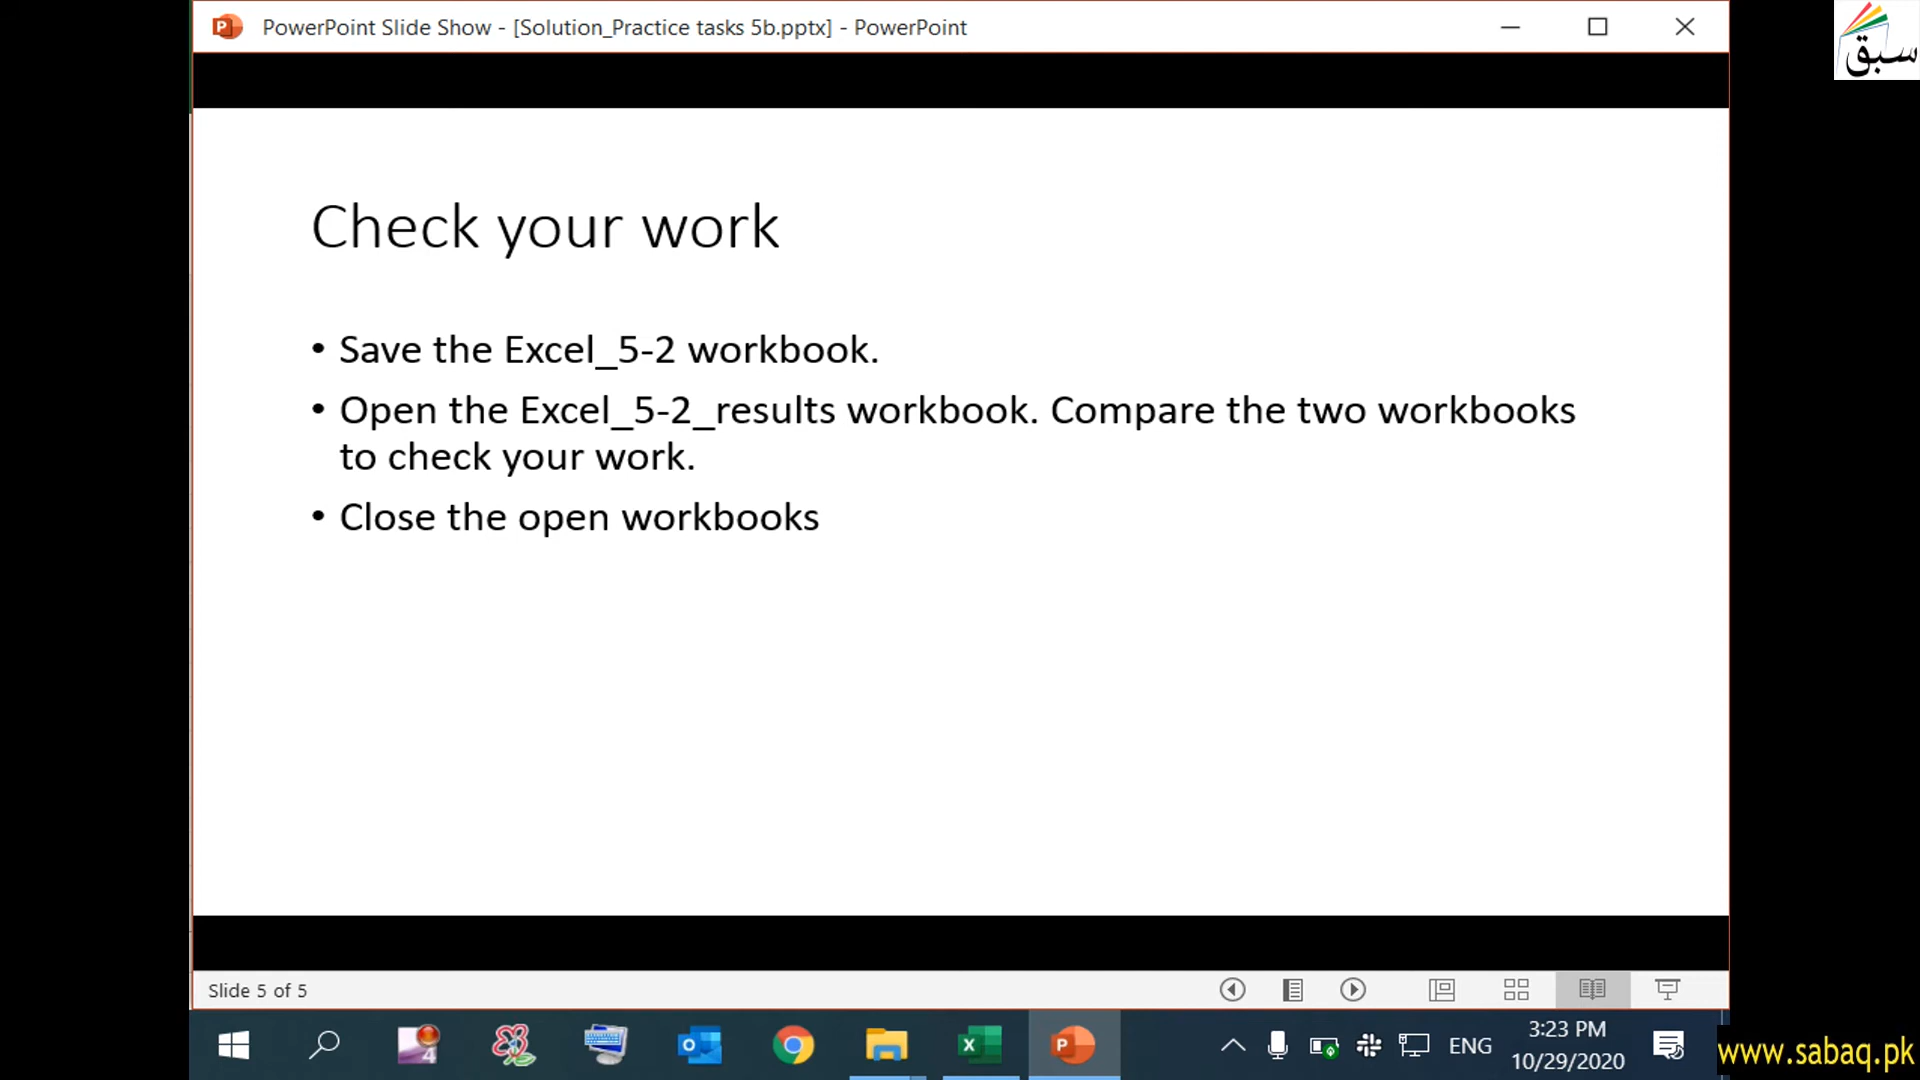 PowerPoint Slide Show - [Solution_Practice tasks 5b.pptx] - PowerPoint
سبق
Check your work
• Save the Excel_5-2 workbook.
• Open the Excel_5-2_results workbook. Compare the two workbooks
to check your work.
• Close the open workbooks
Slide 5 of 5
4
ENG
3:23 PM
10/29/2020
www.sabaq.pk